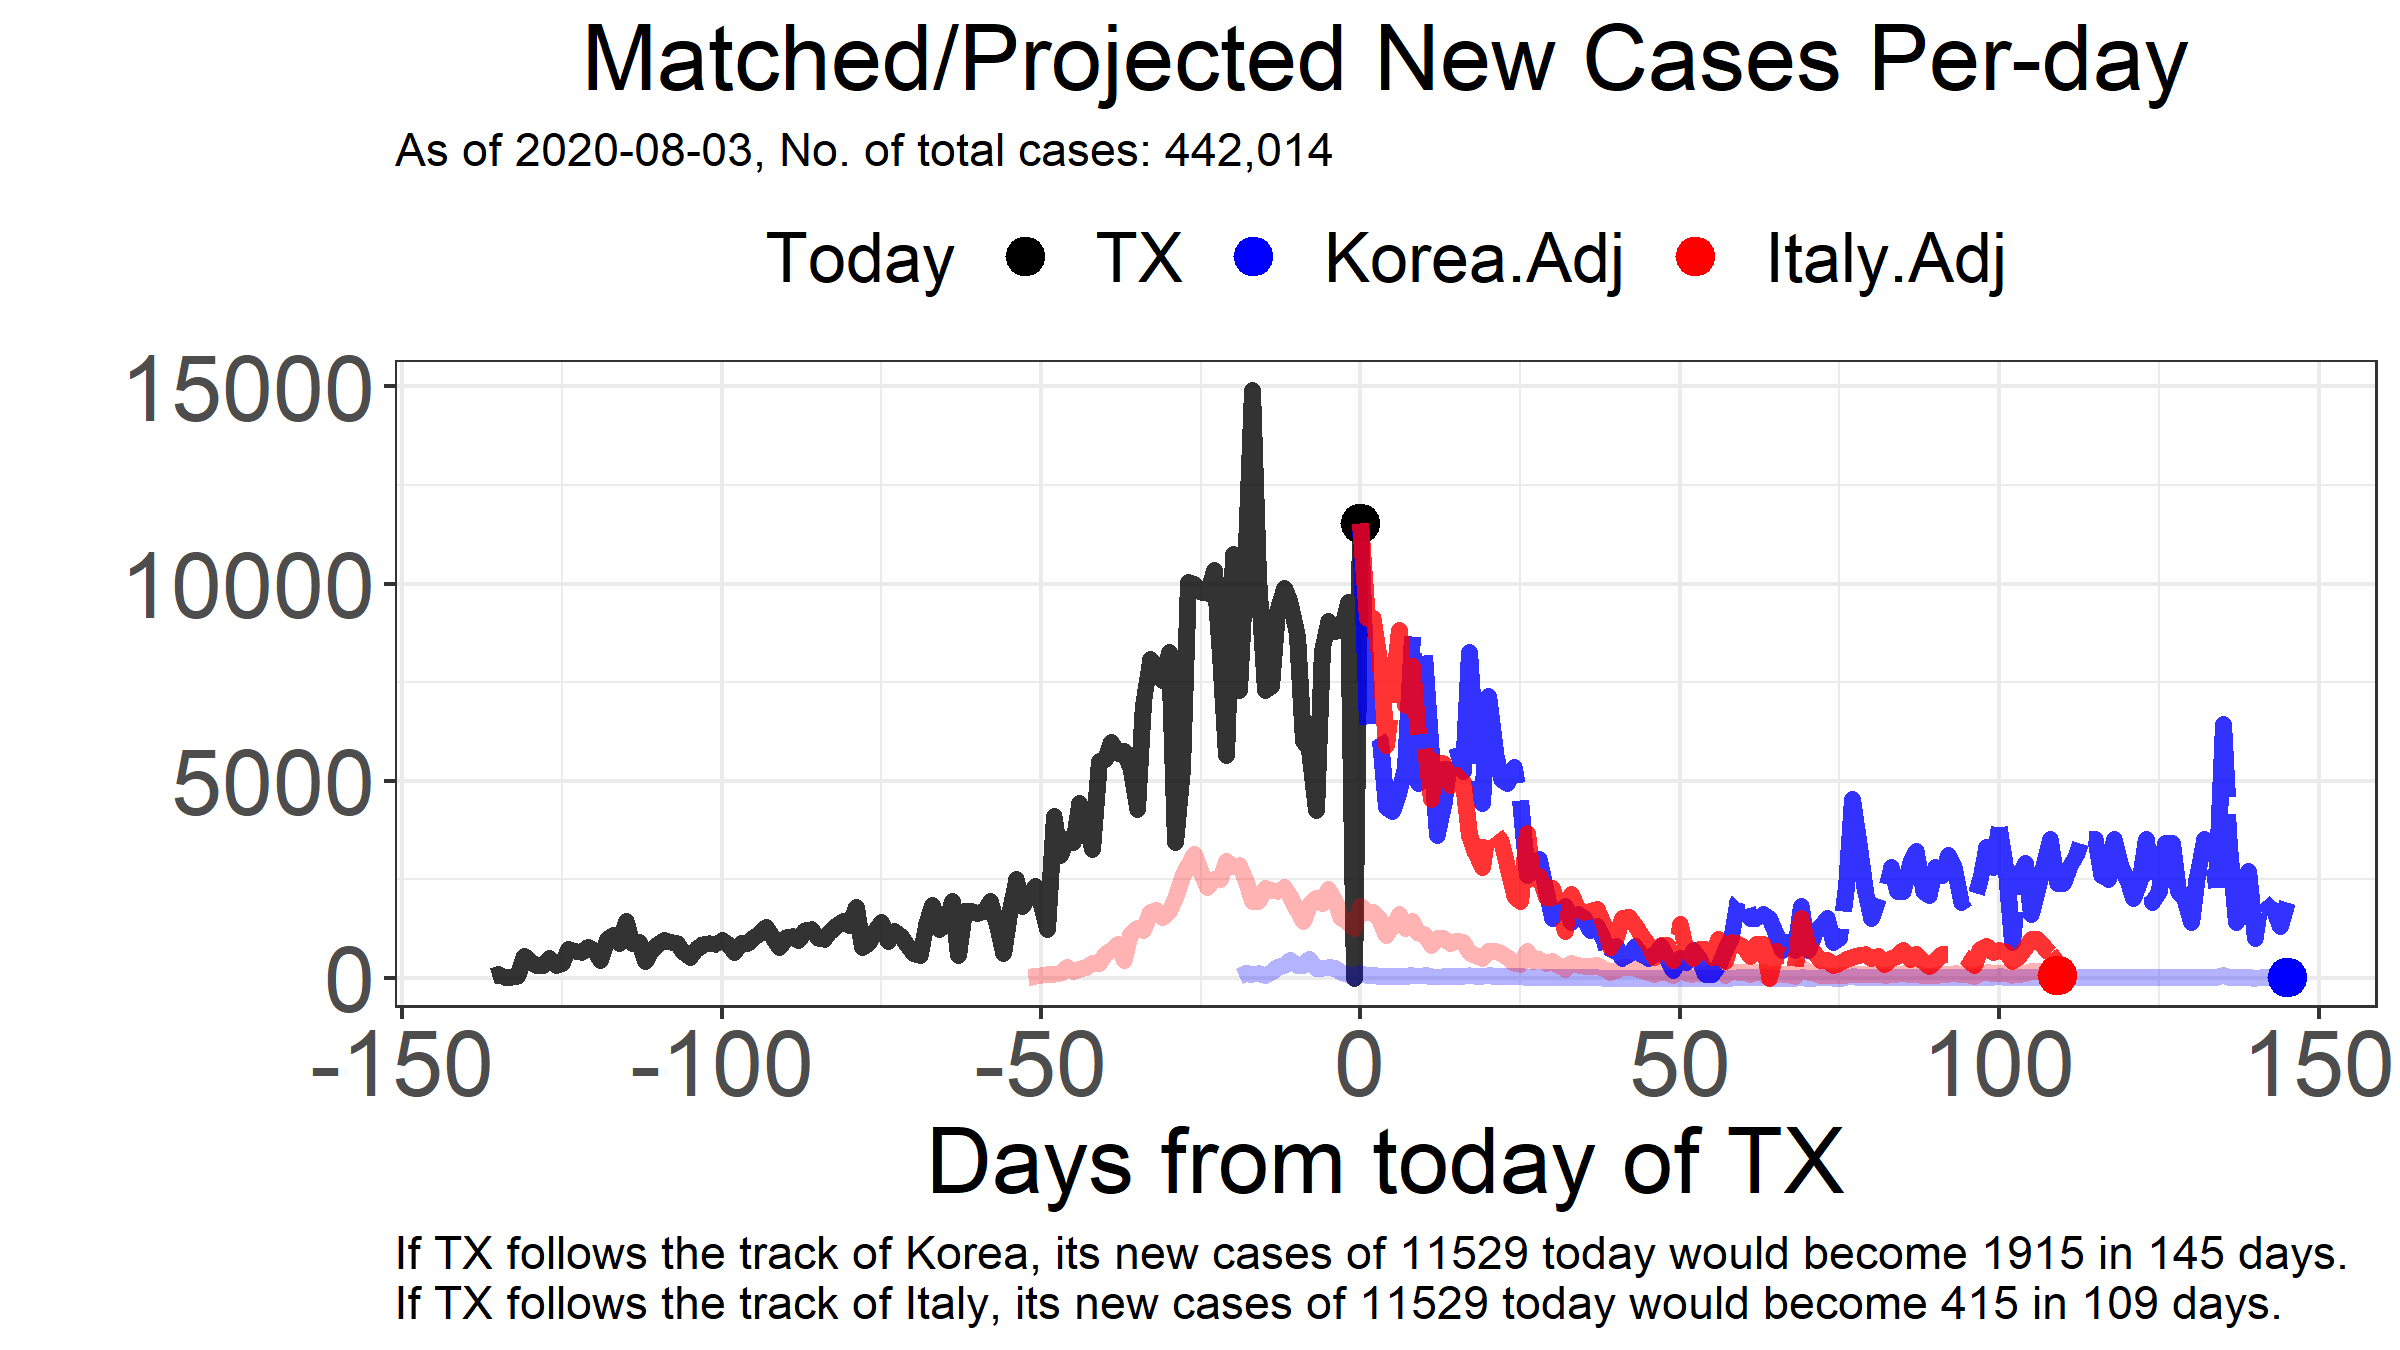 Matched/Projected New Cases Per-day
As of 2020-08-03, No. of total cases: 442,014
Today TX Korea.Adj Italy.Adj
15000
10000
5000
0
-150 -100 -50 0 50 100 150
Days from today of TX
If TX follows the track of Korea, its new cases of 11529 today would become 1915 in 145 days.
If TX follows the track of Italy, its new cases of 11529 today would become 415 in 109 days.